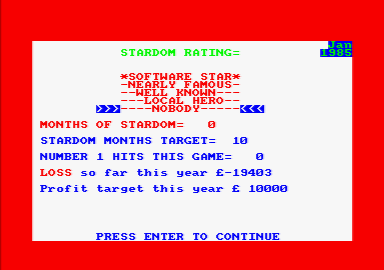 Jan
1985
STARDOM RATING=
*SOFTWARE STAR*
-NEARLY FAMOUS-
--WELL KNOWN---
---LOCAL HERO--
>>>----NOBODY-----<<<
MONTHS OF STARDOM= 0
STARDOM MONTHS TARGET= 10
NUMBER 1 HITS THIS GAME= 0
LOSS so far this year £-19403
Profit target this year £ 10000
PRESS ENTER TO CONTINUE